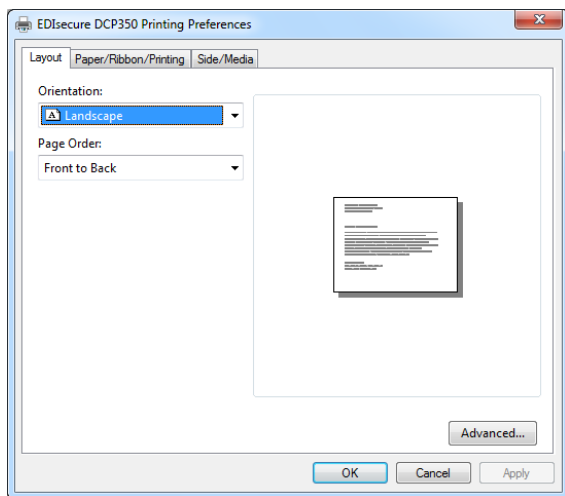 EDIsecure DCP350 Printing Preferences
Layout Paper/Ribbon/Printing Side/Media
Orientation:
A Landscape
Page Order:
Front to Back
Advanced...
OK Cancel Apply